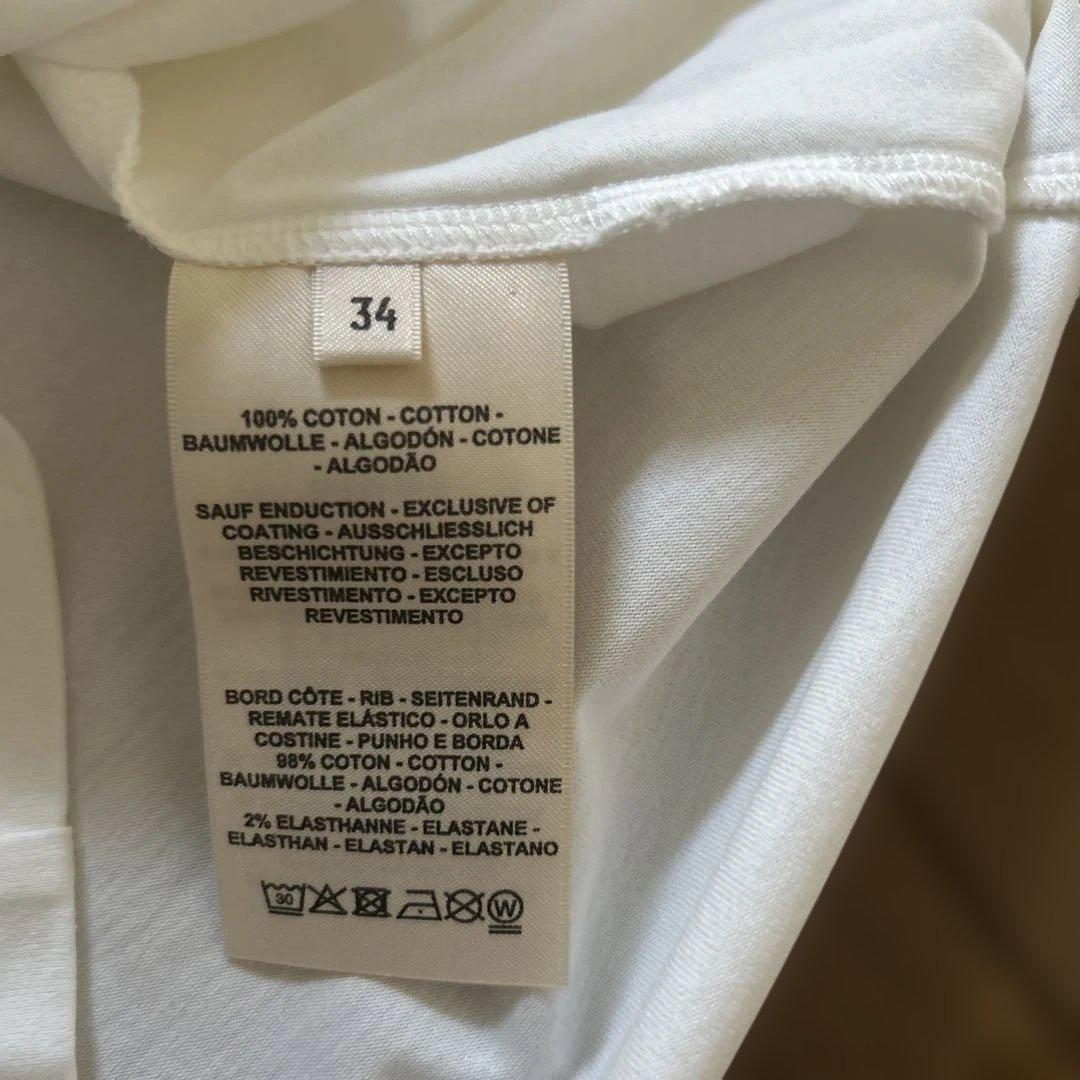 34
100% COTON - COTTON -
BAUMWOLLE - ALGODÓN - COTONE
- ALGODÃO
SAUF ENDUCTION - EXCLUSIVE OF
COATING - AUSSCHLIESSLICH
BESCHICHTUNG - EXCEPTO
REVESTIMIENTO - ESCLUSO
RIVESTIMENTO - EXCEPTO
REVESTIMENTO
BORD CÔTE - RIB - SEITENRAND -
REMATE ELÁSTICO - ORLO A
COSTINE - PUNHO E BORDA
98% COTON - COTTON -
BAUMWOLLE - ALGODÓN - COTONE
- ALGODÃO
2% ELASTHANNE - ELASTANE -
ELASTHAN - ELASTAN - ELASTANO
30 W